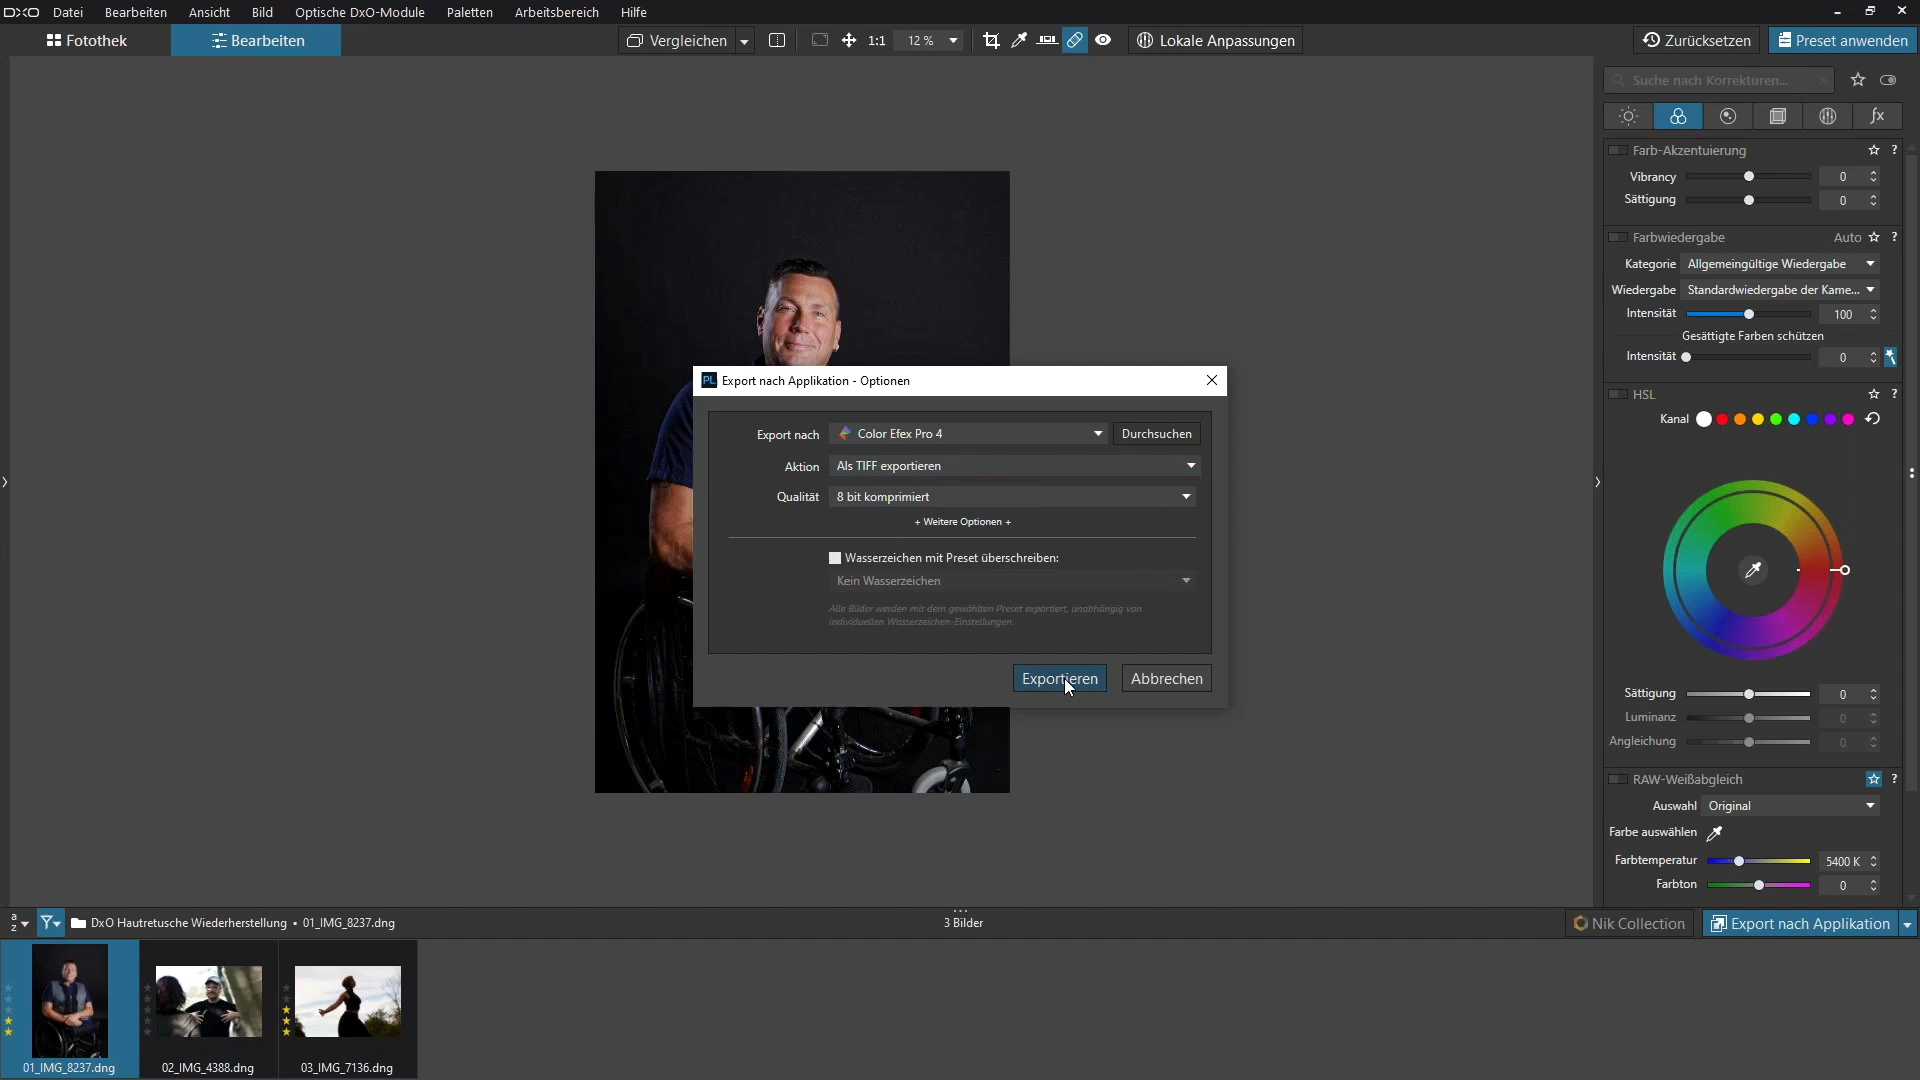 DXO Datei Bearbeiten Ansicht Bild Optische DxO-Module Paletten Arbeitsbereich Hilfe
Fotothek Bearbeiten Vergleichen 1:1 12 % Lokale Anpassungen Zurücksetzen Preset anwenden
Suche nach Korrekturen...
fx
Farb-Akzentuierung ?
Vibrancy 0
Sättigung 0
Farbwiedergabe Auto ?
Kategorie Allgemeingültige Wiedergabe
Wiedergabe Standardwiedergabe der Kame...
Intensität 100
Gesättigte Farben schützen
Intensität 0
HSL ?
Kanal
Sättigung 0
Luminanz 0
Angleichung 0
RAW-Weißabgleich ?
Auswahl Original
Farbe auswählen
Farbtemperatur 5400 K
Farbton 0
PL Export nach Applikation - Optionen
Export nach Color Efex Pro 4 Durchsuchen
Aktion Als TIFF exportieren
Qualität 8 bit komprimiert
+ Weitere Optionen +
Wasserzeichen mit Preset überschreiben:
Kein Wasserzeichen
Alle Bilder werden mit dem gewählten Preset exportiert, unabhängig von
individuellen Wasserzeichen-Einstellungen.
Exportieren Abbrechen
a
z DxO Hautretusche Wiederherstellung • 01_IMG_8237.dng 3 Bilder Nik Collection Export nach Applikation
01_IMG_8237.dng 02_IMG_4388.dng 03_IMG_7136.dng